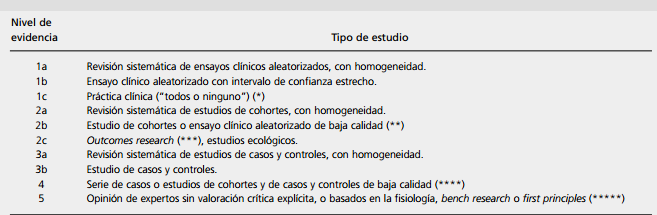 Nivel de
evidencia Tipo de estudio
1a Revisión sistemática de ensayos clínicos aleatorizados, con homogeneidad.
1b Ensayo clínico aleatorizado con intervalo de confianza estrecho.
1c Práctica clínica (“todos o ninguno”) (*)
2a Revisión sistemática de estudios de cohortes, con homogeneidad.
2b Estudio de cohortes o ensayo clínico aleatorizado de baja calidad (**)
2c Outcomes research (***), estudios ecológicos.
3a Revisión sistemática de estudios de casos y controles, con homogeneidad.
3b Estudio de casos y controles.
4 Serie de casos o estudios de cohortes y de casos y controles de baja calidad (****)
5 Opinión de expertos sin valoración crítica explícita, o basados en la fisiología, bench research o first principles (*****)